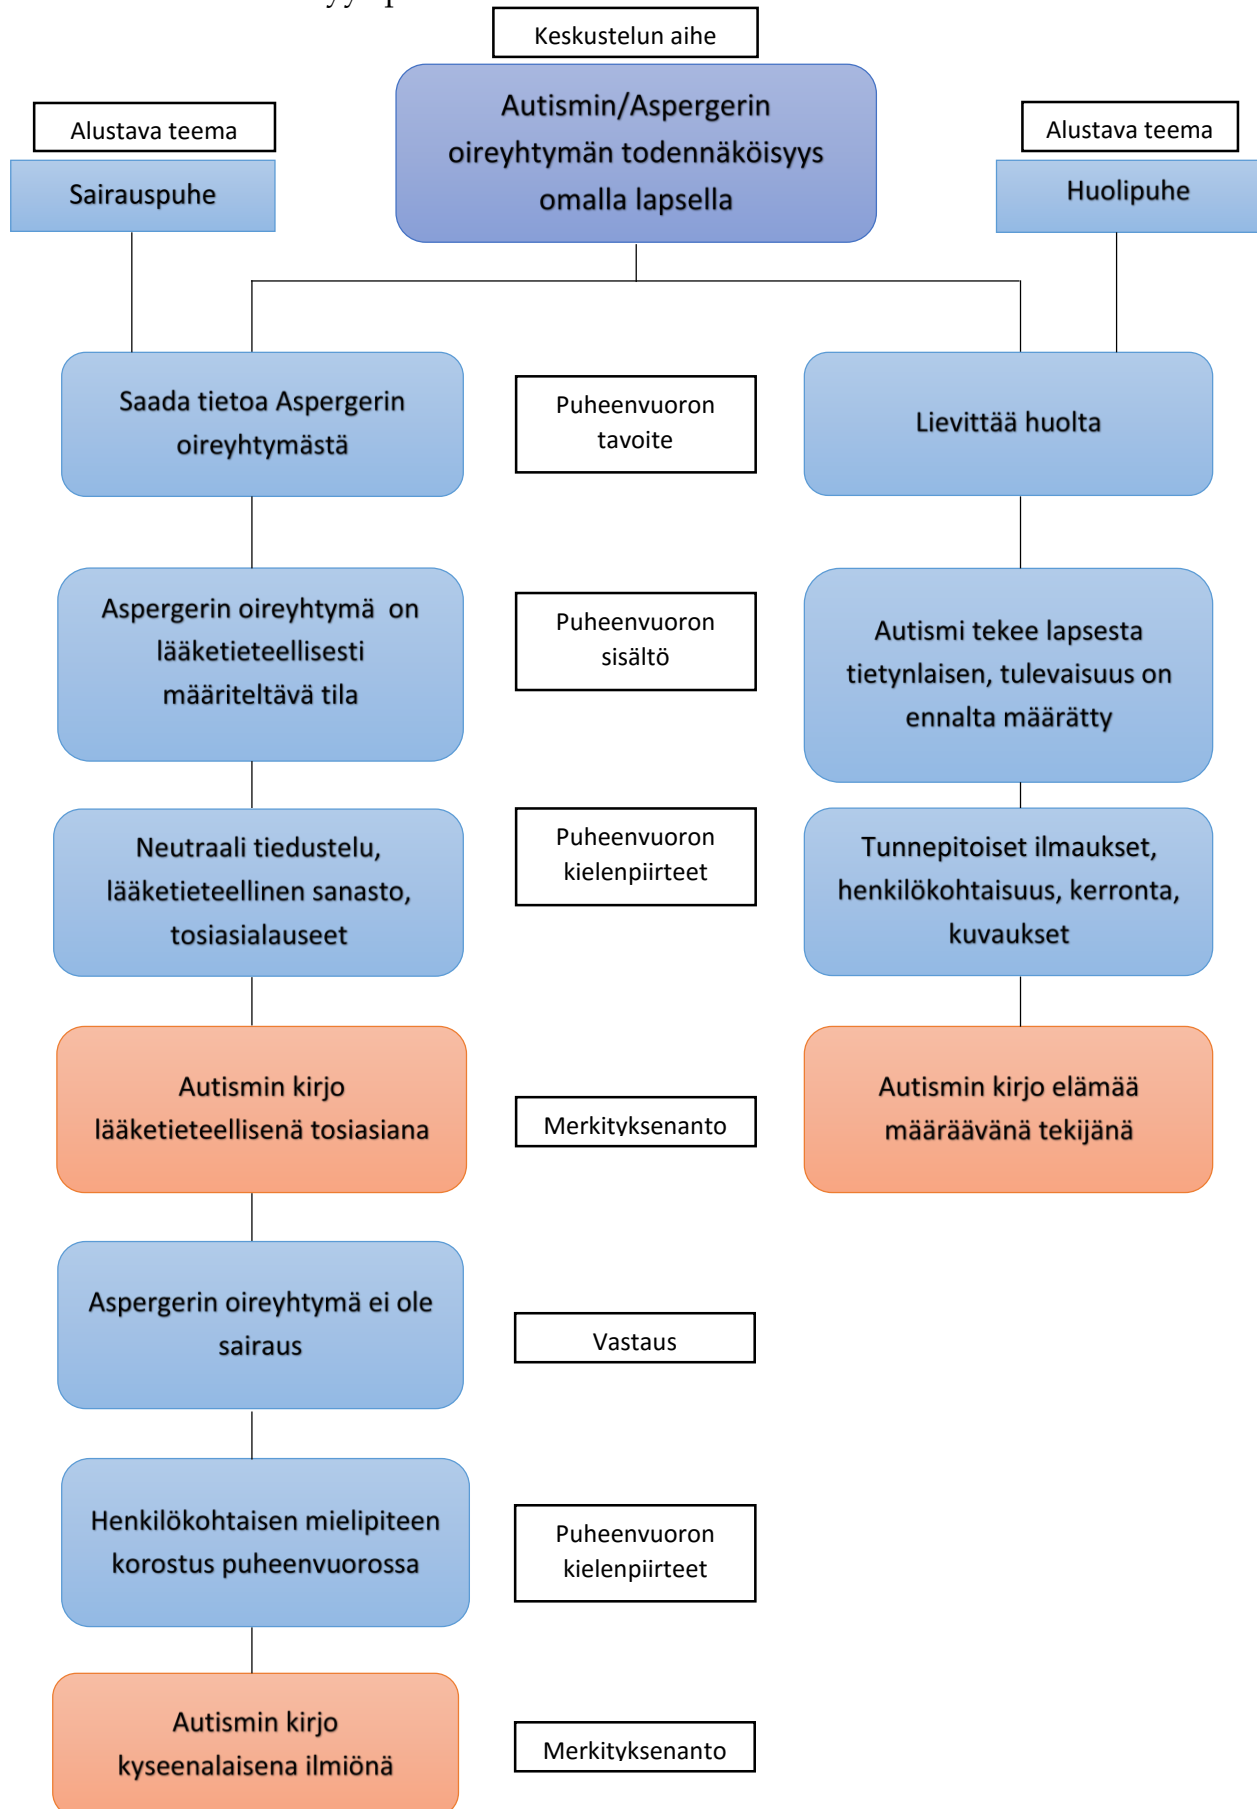 Keskustelun aihe
Autismin/Aspergerin
oireyhtymän todennäköisyys
omalla lapsella
Alustava teema
Sairauspuhe
Alustava teema
Huolipuhe
Saada tietoa Aspergerin
oireyhtymästä
Puheenvuoron
tavoite
Lievittää huolta
Aspergerin oireyhtymä on
lääketieteellisesti
määriteltävä tila
Puheenvuoron
sisältö
Autismi tekee lapsesta
tietynlaisen, tulevaisuus on
ennalta määrätty
Neutraali tiedustelu,
lääketieteellinen sanasto,
tosiasialauseet
Puheenvuoron
kielenpiirteet
Tunnepitoiset ilmaukset,
henkilökohtaisuus, kerronta,
kuvaukset
Autismin kirjo
lääketieteellisenä tosiasiana
Merkityksenanto
Autismin kirjo elämää
määräävänä tekijänä
Aspergerin oireyhtymä ei ole
sairaus
Vastaus
Henkilökohtaisen mielipiteen
korostus puheenvuorossa
Puheenvuoron
kielenpiirteet
Autismin kirjo
kyseenalaisena ilmiönä
Merkityksenanto